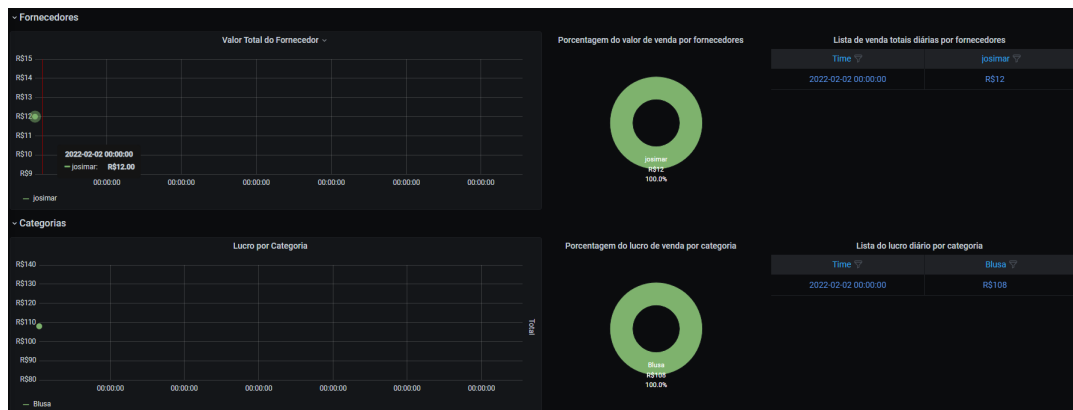 Fornecedores
Valor Total do Fornecedor
R$15
R$14
R$13
R$12
R$11
R$10
R$9
2022-02-02 00:00:00
josimar: R$12.00
00:00:00 00:00:00 00:00:00 00:00:00 00:00:00 00:00:00
josimar
Porcentagem do valor de venda por fornecedores
josimar
R$12
100.0%
Lista de venda totais diárias por fornecedores
Time josimar
2022-02-02 00:00:00 R$12
Categorias
Lucro por Categoria
R$140
R$130
R$120
R$110
R$100
R$90
R$80
Total
00:00:00 00:00:00 00:00:00 00:00:00 00:00:00 00:00:00
Blusa
Porcentagem do lucro de venda por categoria
Blusa
R$108
100.0%
Lista do lucro diário por categoria
Time Blusa
2022-02-02 00:00:00 R$108